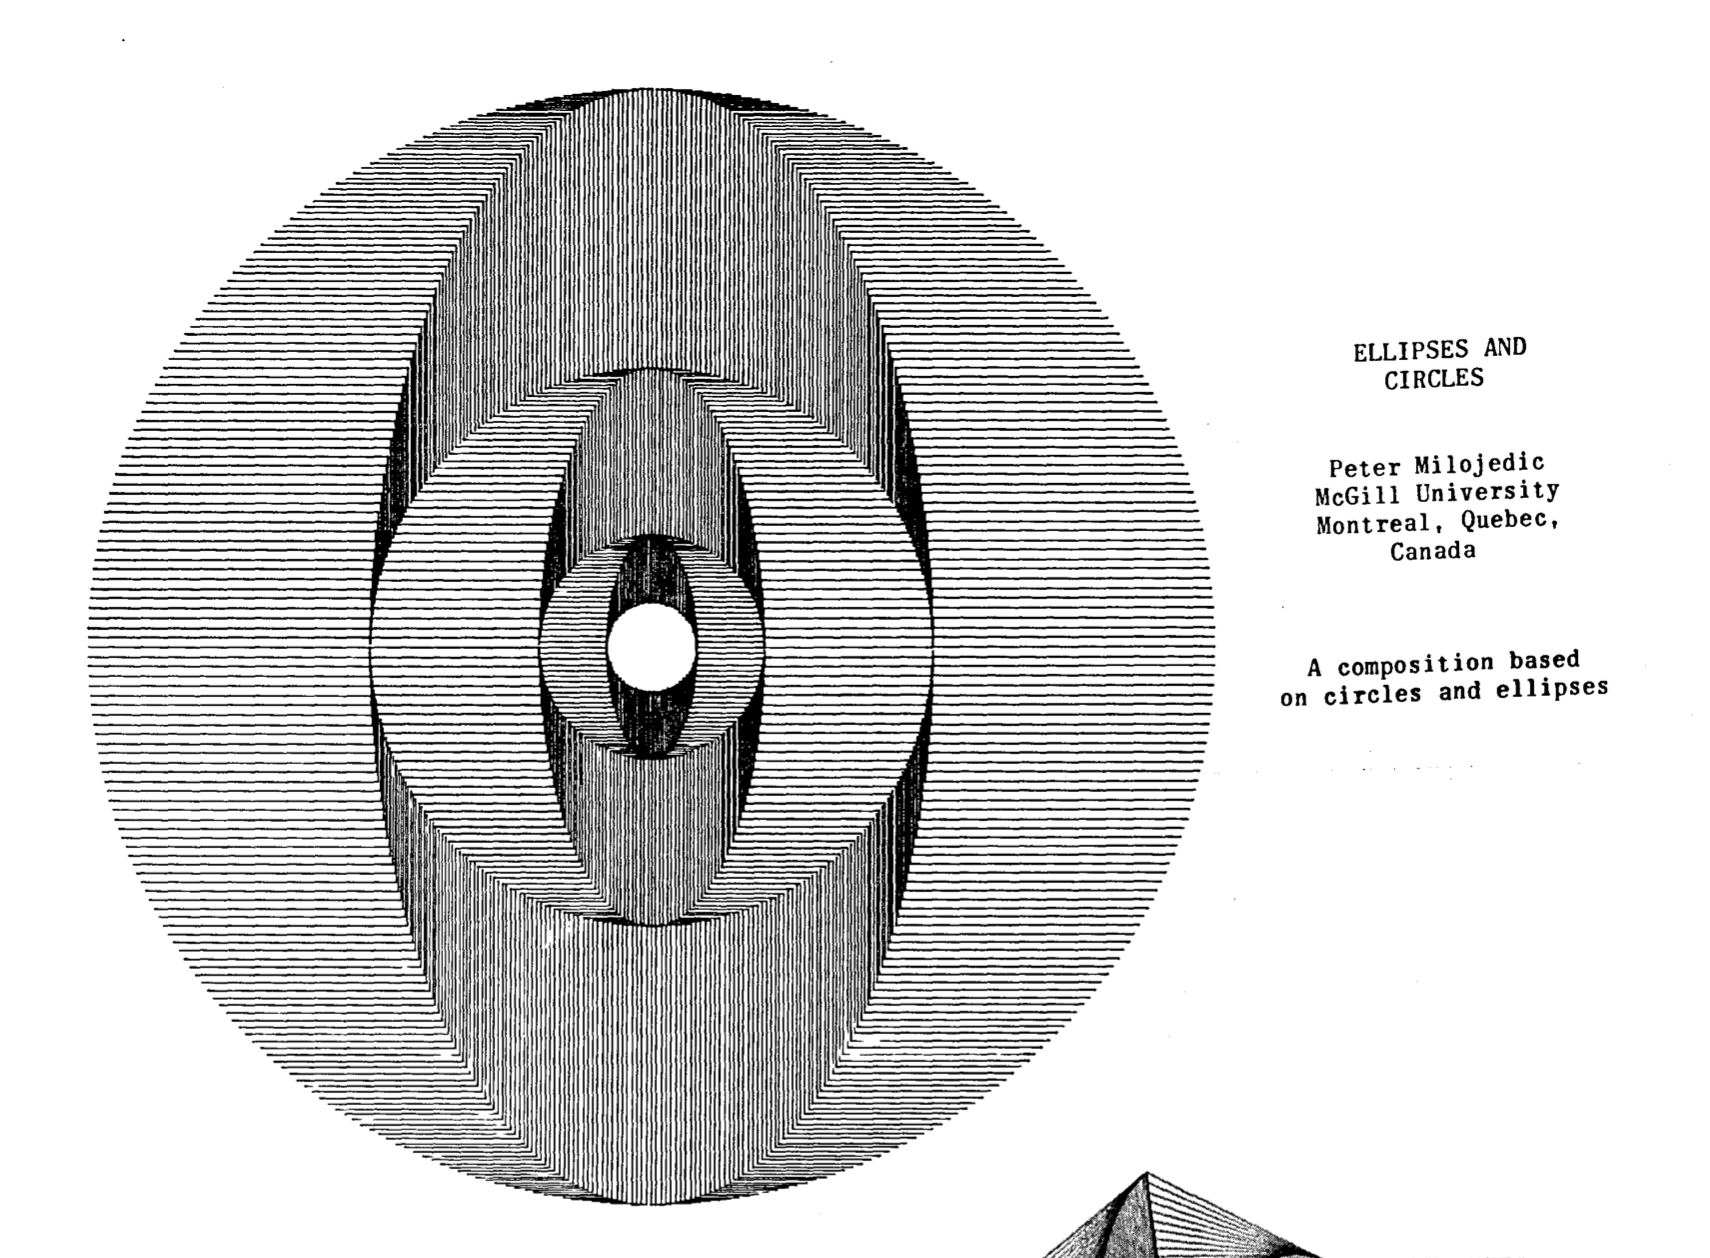 ELLIPSES AND
CIRCLES
Peter Milojedic
McGill University
Montreal, Quebec,
Canada
A composition based
on circles and ellipses